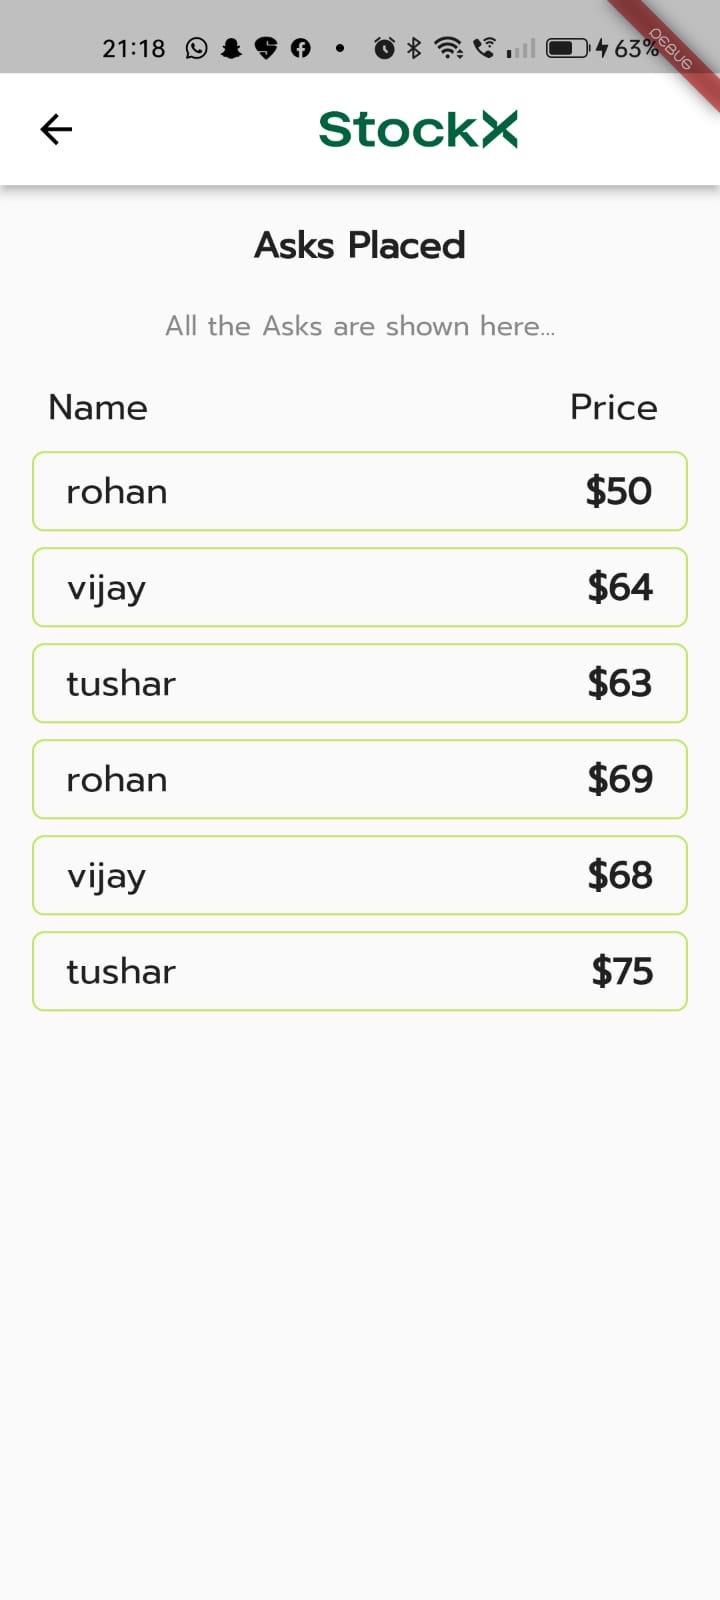 21:18 63%
DEBUG
StockX
Asks Placed
All the Asks are shown here...
Name Price
rohan $50
vijay $64
tushar $63
rohan $69
vijay $68
tushar $75